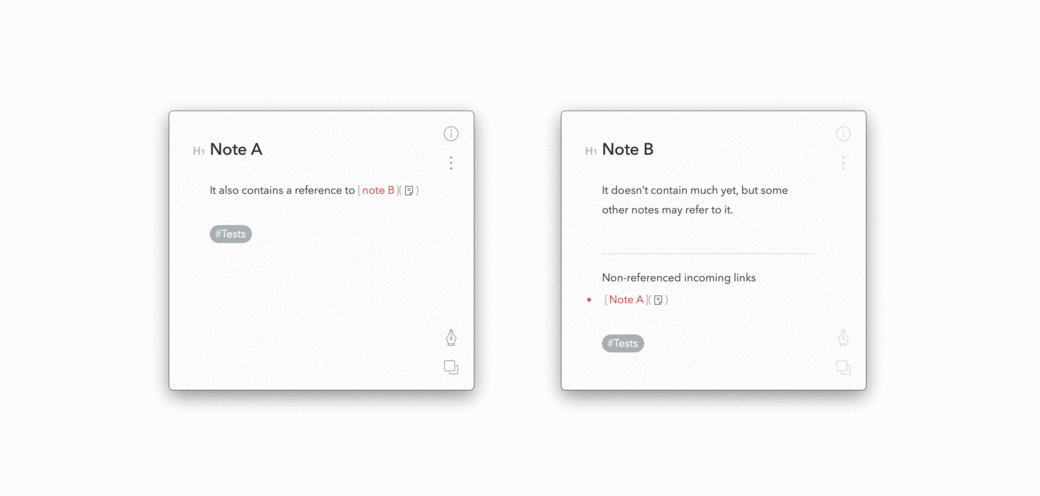 H1 Note A
It also contains a reference to [note B]( )
#Tests
H1 Note B
It doesn’t contain much yet, but some
other notes may refer to it.
Non-referenced incoming links
• [Note A]( )
#Tests